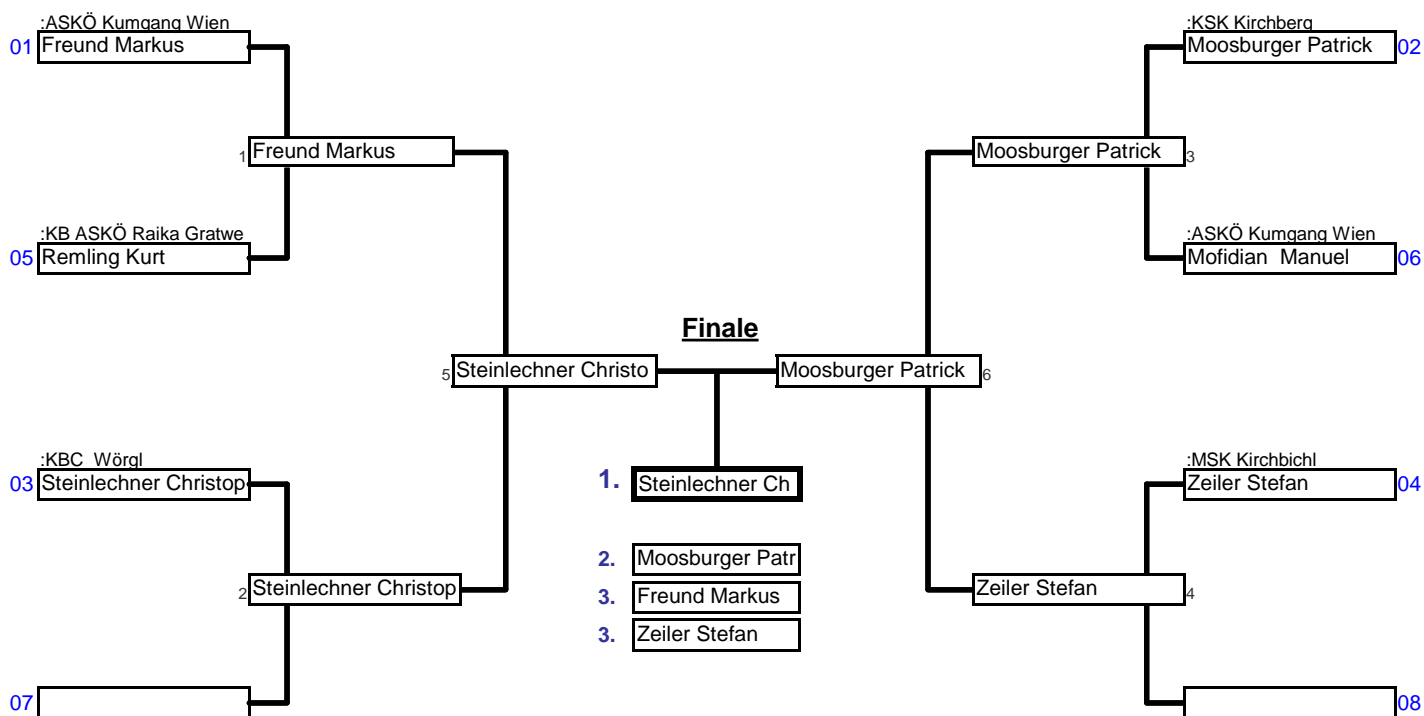 :ASKÖ Kumgang Wien
01 Freund Markus
1 Freund Markus
:KB ASKÖ Raika Gratwe
05 Remling Kurt
5 Steinlechner Christo
:KBC Wörgl
03 Steinlechner Christop
2 Steinlechner Christop
07
Finale
1. Steinlechner Ch
2. Moosburger Patr
3. Freund Markus
3. Zeiler Stefan
:KSK Kirchberg
Moosburger Patrick 02
Moosburger Patrick 3
:ASKÖ Kumgang Wien
Mofidian  Manuel 06
Moosburger Patrick 6
:MSK Kirchbichl
Zeiler Stefan 04
Zeiler Stefan 4
08